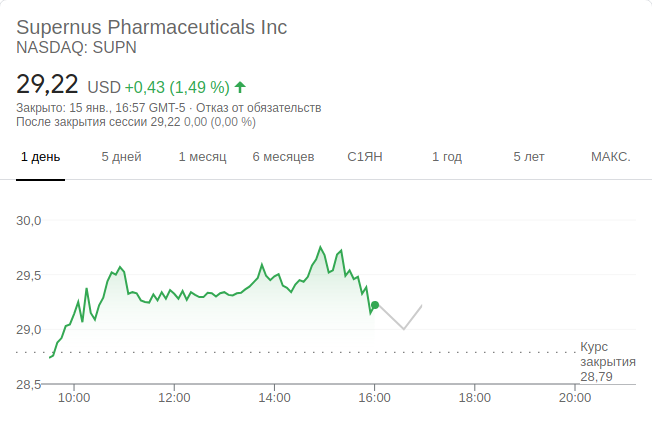 Supernus Pharmaceuticals Inc
NASDAQ: SUPN
29,22 USD +0,43 (1,49 %)
Закрыто: 15 янв., 16:57 GMT-5 · Отказ от обязательств
После закрытия сессии 29,22 0,00 (0,00 %)
1 день 5 дней 1 месяц 6 месяцев С1ЯН 1 год 5 лет МАКС.
30,0
29,5
29,0
Курс
закрытия
28,79
28,5
10:00 12:00 14:00 16:00 18:00 20:00